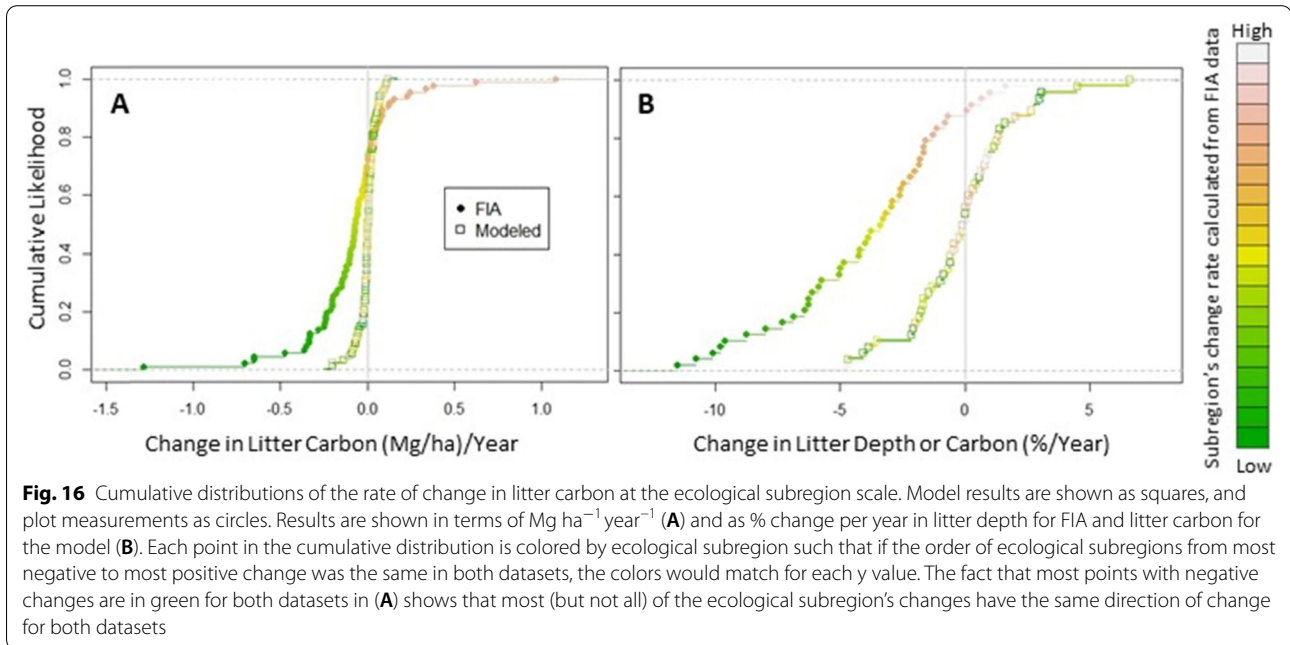 High
A
B
1.0
0.8
0.6
0.4
0.2
0.0
Cumulative Likelihood
FIA
Modeled
-1.5
-1.0
-0.5
0.0
0.5
1.0
-10
-5
0
5
Change in Litter Carbon (Mg/ha)/Year
Change in Litter Depth or Carbon (%/Year)
Subregion's change rate calculated from FIA data
Low
Fig. 16 Cumulative distributions of the rate of change in litter carbon at the ecological subregion scale. Model results are shown as squares, and
plot measurements as circles. Results are shown in terms of Mg ha⁻¹ year⁻¹ (A) and as % change per year in litter depth for FIA and litter carbon for
the model (B). Each point in the cumulative distribution is colored by ecological subregion such that if the order of ecological subregions from most
negative to most positive change was the same in both datasets, the colors would match for each y value. The fact that most points with negative
changes are in green for both datasets in (A) shows that most (but not all) of the ecological subregion's changes have the same direction of change
for both datasets